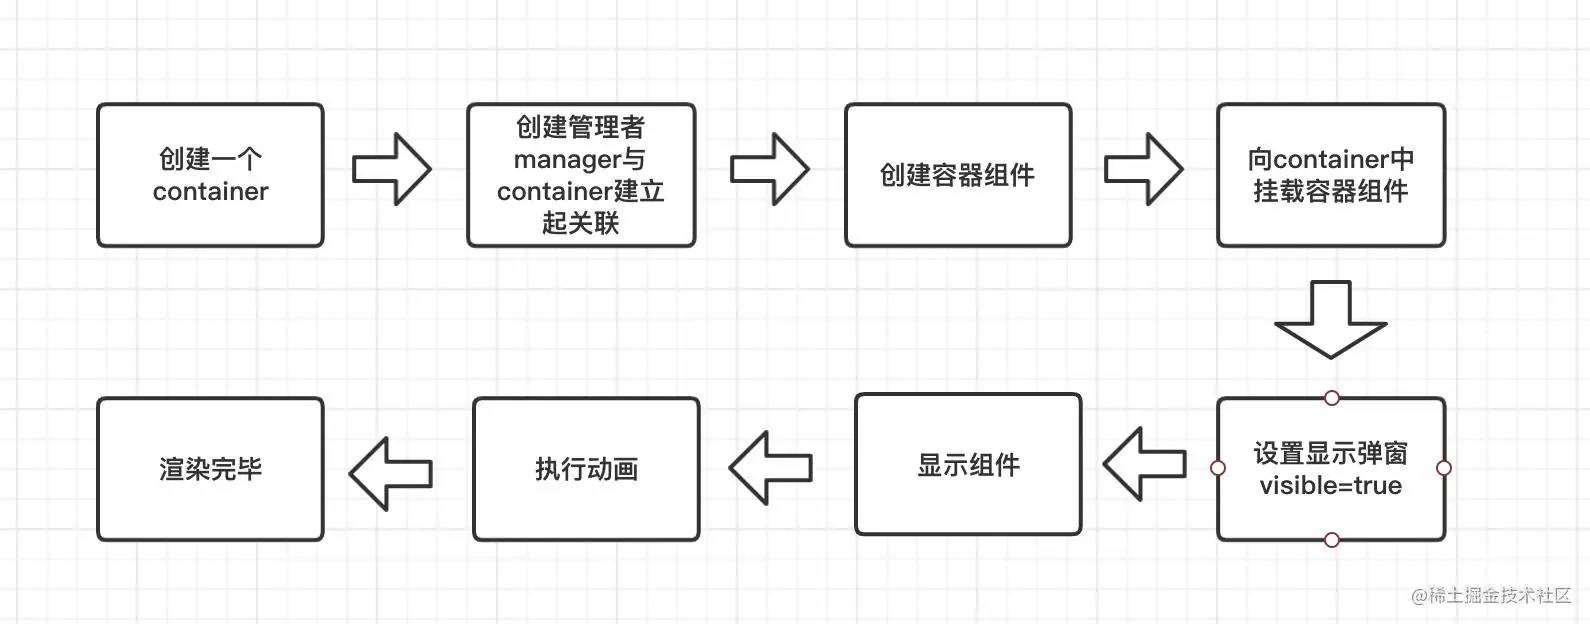 创建一个
container
创建管理者
manager与
container建立
起关联
创建容器组件
向container中
挂载容器组件
设置显示弹窗
visible=true
显示组件
执行动画
渲染完毕
@稀土掘金技术社区